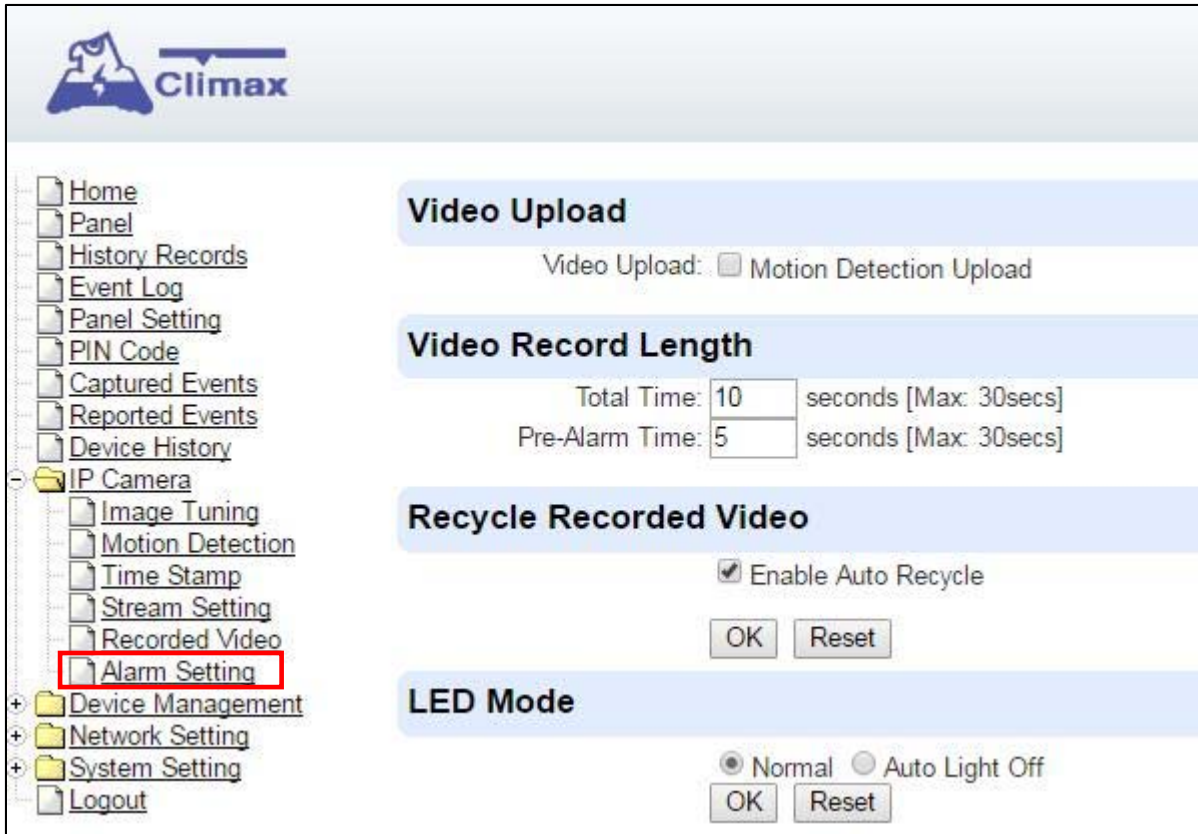 Climax
Home
Panel
History Records
Event Log
Panel Setting
PIN Code
Captured Events
Reported Events
Device History
IP Camera
Image Tuning
Motion Detection
Time Stamp
Stream Setting
Recorded Video
Alarm Setting
Device Management
Network Setting
System Setting
Logout
Video Upload
Video Upload: Motion Detection Upload
Video Record Length
Total Time: 10 seconds [Max: 30secs]
Pre-Alarm Time: 5 seconds [Max: 30secs]
Recycle Recorded Video
Enable Auto Recycle
OK Reset
LED Mode
Normal Auto Light Off
OK Reset